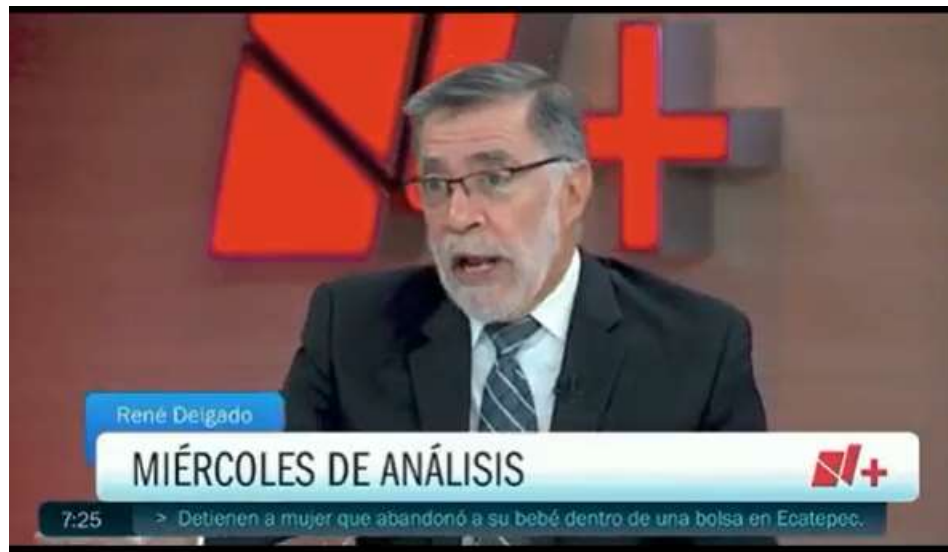 René Delgado
MIÉRCOLES DE ANÁLISIS
N+
7:25 > Detienen a mujer que abandonó a su bebé dentro de una bolsa en Ecatepec.